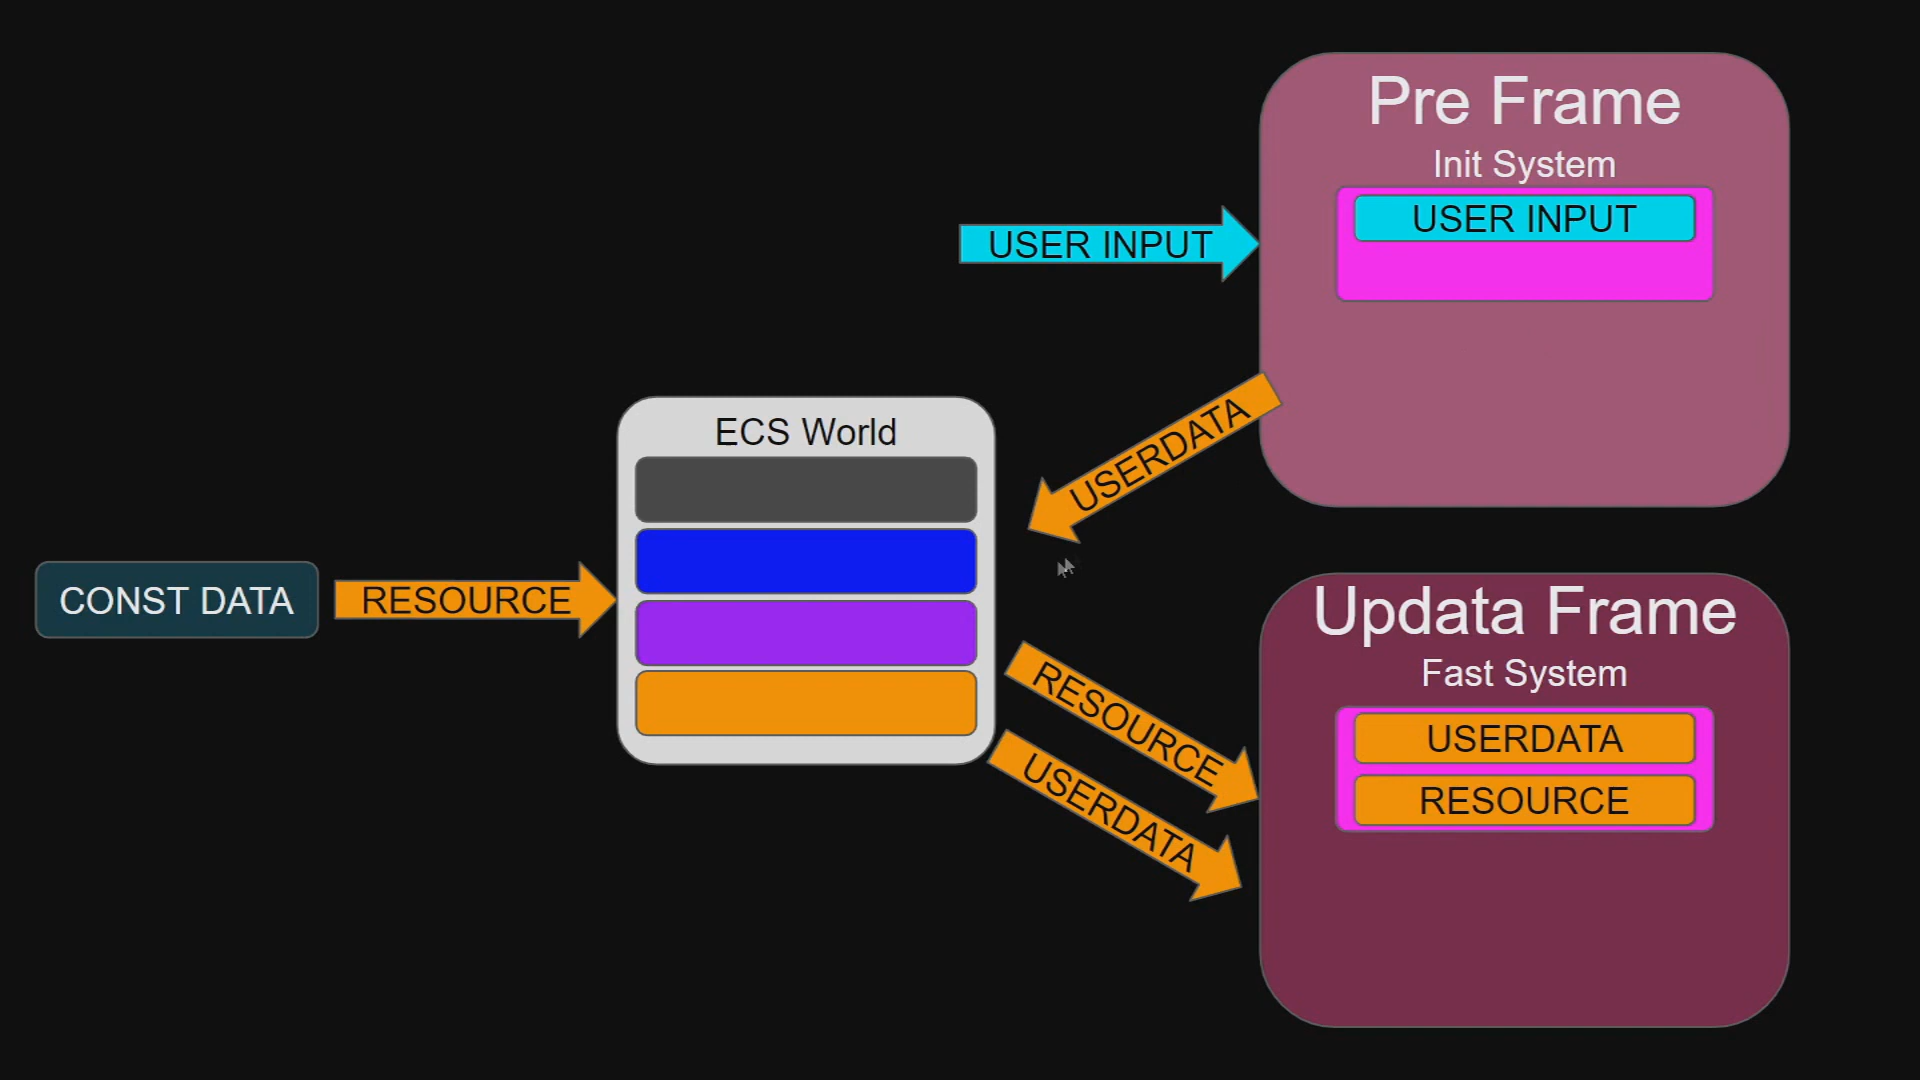 Pre Frame
Init System
USER INPUT
USER INPUT
USERDATA
ECS World
CONST DATA
RESOURCE
RESOURCE
USERDATA
Updata Frame
Fast System
USERDATA
RESOURCE